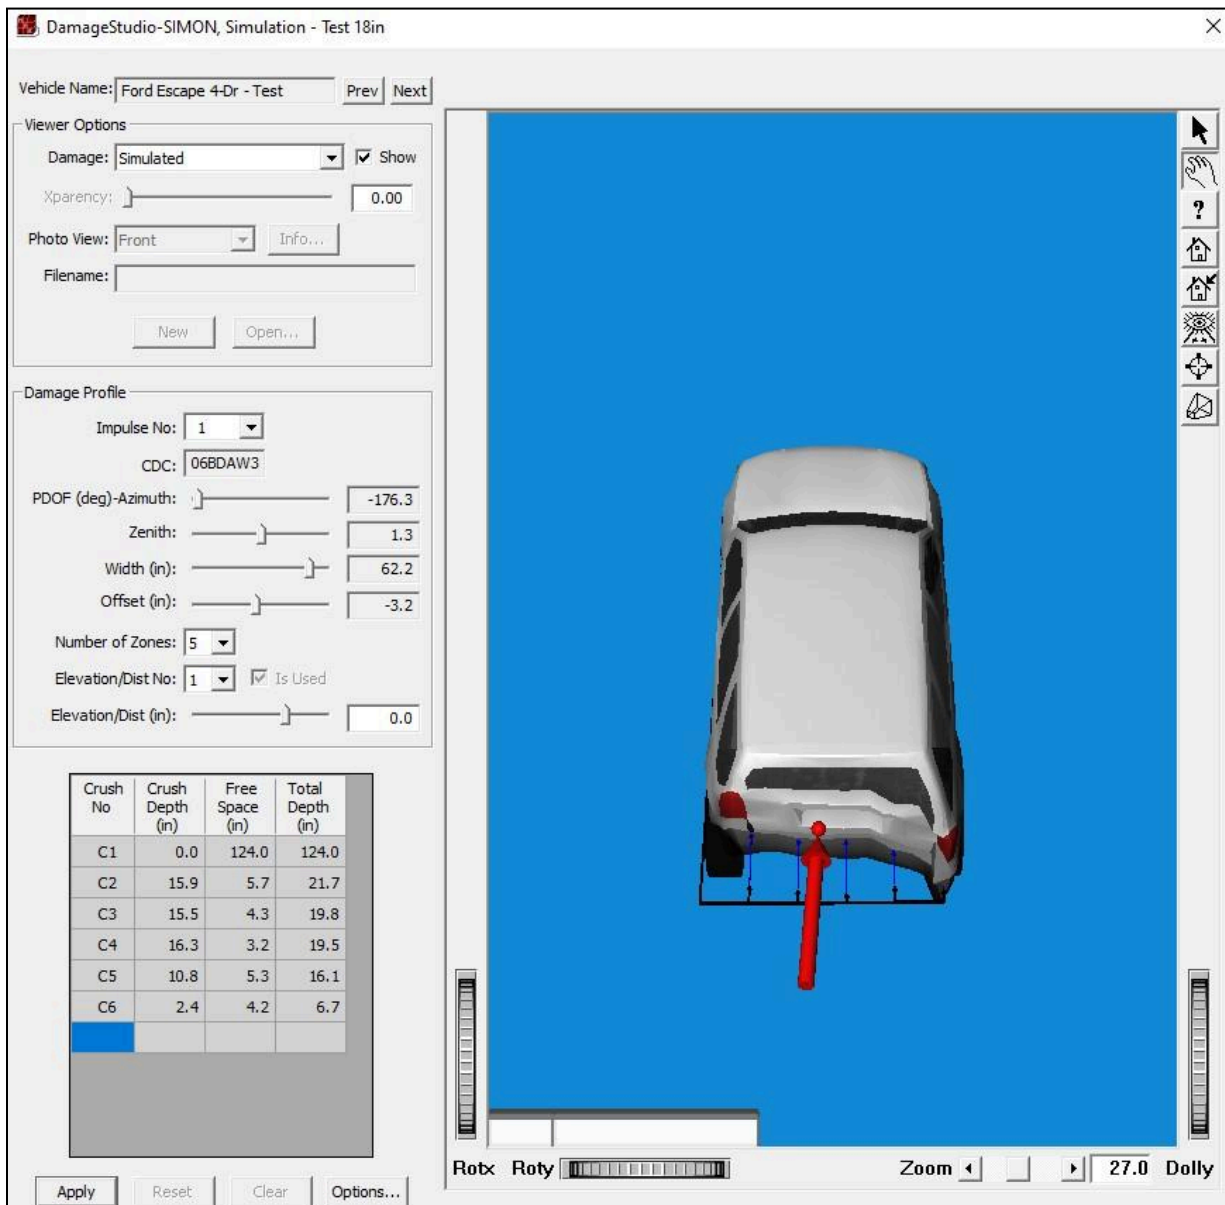 DamageStudio-SIMON, Simulation - Test 18in
Vehicle Name: Ford Escape 4-Dr - Test Prev Next
Viewer Options
Damage: Simulated Show
Xparency: 0.00
Photo View: Front Info...
Filename:
New Open...
Damage Profile
Impulse No: 1
CDC: 06BDAW3
PDOF (deg)-Azimuth: -176.3
Zenith: 1.3
Width (in): 62.2
Offset (in): -3.2
Number of Zones: 5
Elevation/Dist No: 1 Is Used
Elevation/Dist (in): 0.0
Crush No Crush Depth (in) Free Space (in) Total Depth (in)
C1 0.0 124.0 124.0
C2 15.9 5.7 21.7
C3 15.5 4.3 19.8
C4 16.3 3.2 19.5
C5 10.8 5.3 16.1
C6 2.4 4.2 6.7
Apply Reset Clear Options...
?
Rotx Roty Zoom 27.0 Dolly